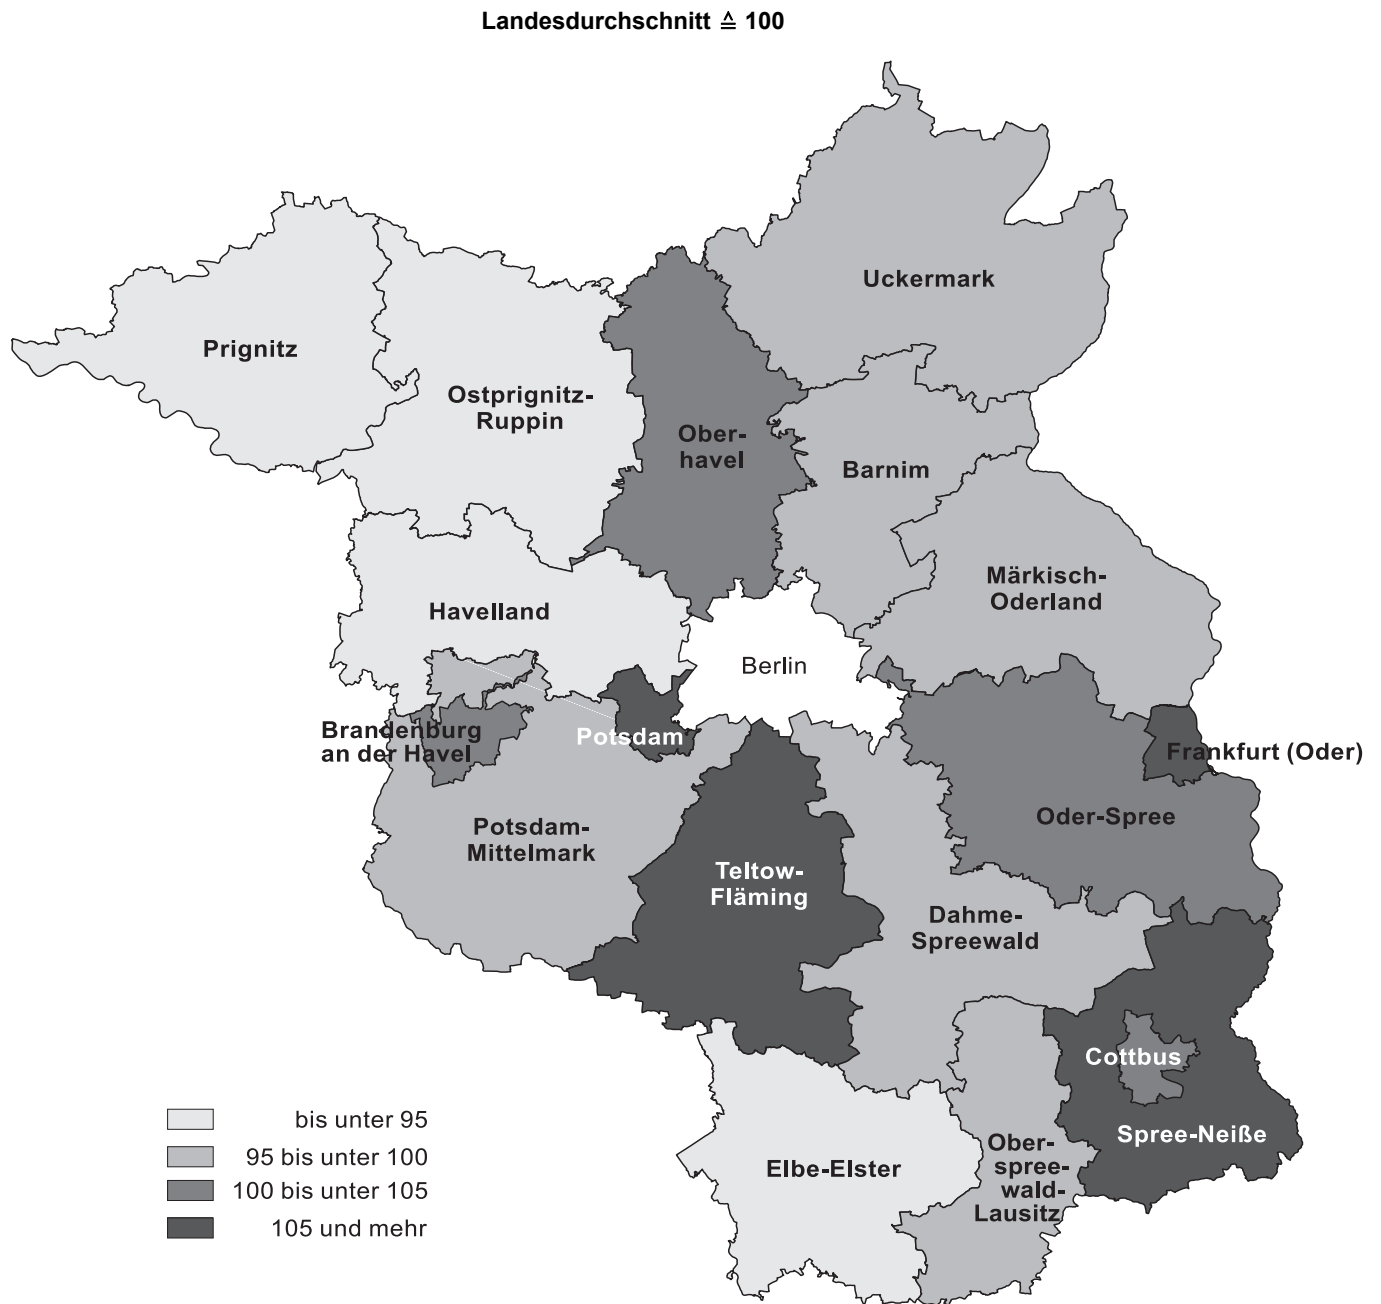 Landesdurchschnitt ≙ 100
Uckermark
Prignitz
Ostprignitz-
Ruppin
Ober-
havel
Barnim
Märkisch-
Oderland
Havelland
Berlin
Brandenburg
an der Havel
Potsdam
Frankfurt (Oder)
Oder-Spree
Potsdam-
Mittelmark
Teltow-
Fläming
Dahme-
Spreewald
Cottbus
Spree-Neiße
Elbe-Elster
Ober-
spree-
wald-
Lausitz
bis unter 95
95 bis unter 100
100 bis unter 105
105 und mehr